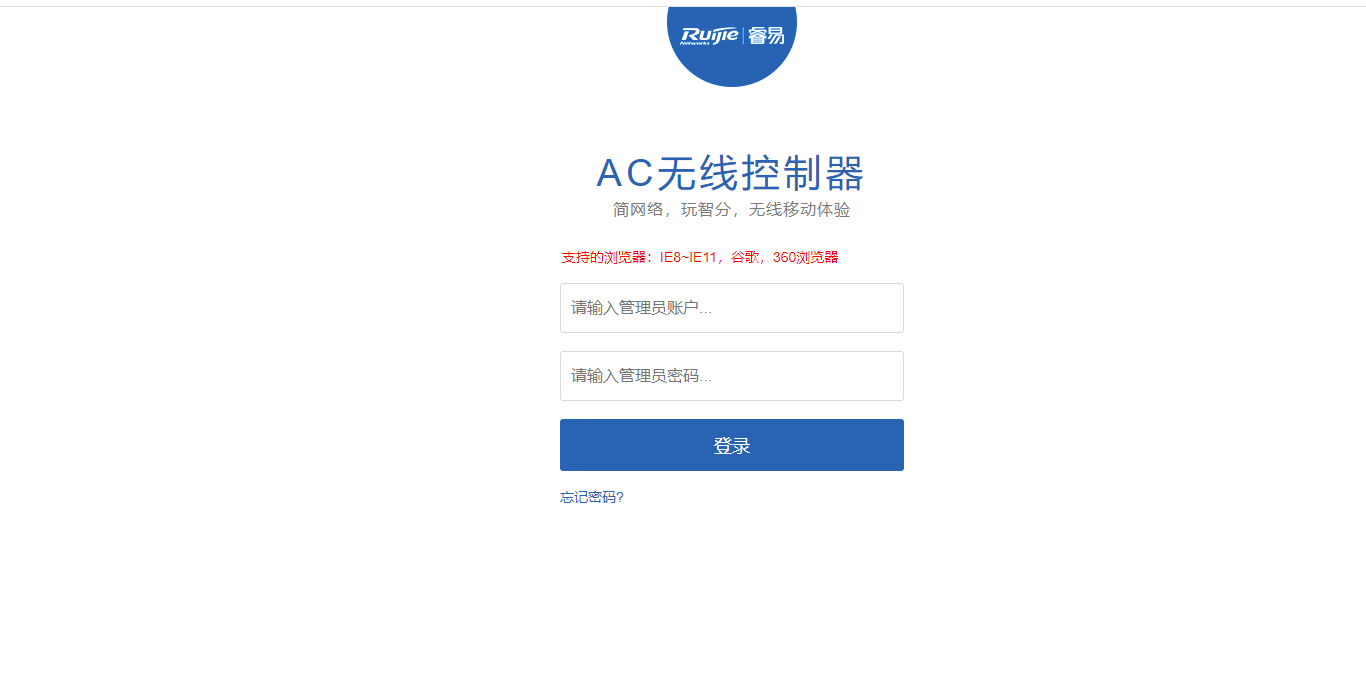 Ruijie Networks | 睿易
AC无线控制器
简网络，玩智分，无线移动体验
支持的浏览器：IE8~IE11，谷歌，360浏览器
请输入管理员账户...
请输入管理员密码...
登录
忘记密码?